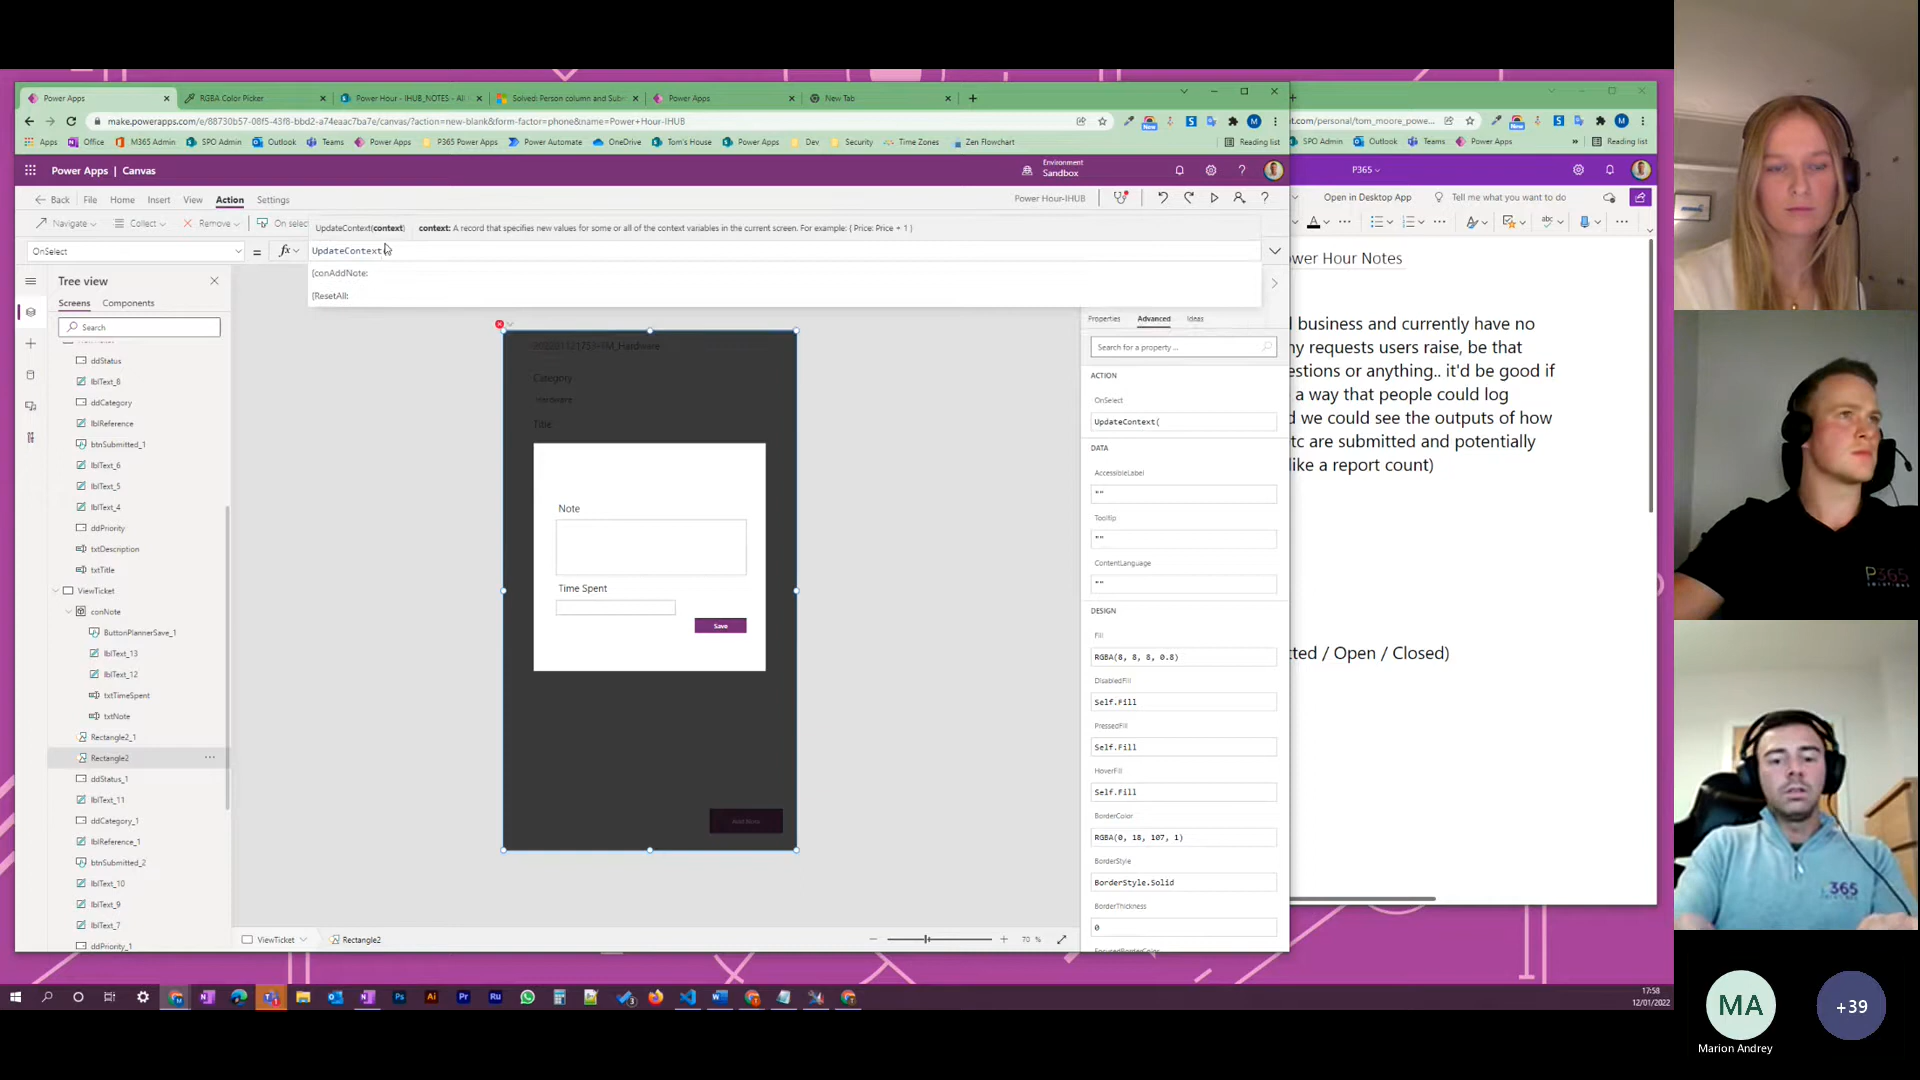 Power Apps
RGBA Color Picker
Power Hour - IHUB_NOTES - All
Solved: Person column and Sub
Power Apps
New Tab
make.powerapps.com/e/88730b57-08f5-43f8-bbd2-a74eaac7ba7e/canvas/?action=new-blank&form-factor=phone&name=Power+Hour-IHUB
nt.com/personal/tom_moore_powe...
Apps
Office
M365 Admin
SPO Admin
Outlook
Teams
Power Apps
P365 Power Apps
Power Automate
OneDrive
Tom's House
Power Apps
Dev
Security
Time Zones
Zen Flowchart
Reading list
SPO Admin
Outlook
Teams
Power Apps
Reading list
Power Apps | Canvas
Environment
Sandbox
P365
Back
File
Home
Insert
View
Action
Settings
Power Hour-IHUB
Open in Desktop App
Tell me what you want to do
Navigate
Collect
Remove
On selec
UpdateContext(context)
context: A record that specifies new values for some or all of the context variables in the current screen. For example: { Price: Price + 1 }
OnSelect
=
fx
UpdateContext(
{conAddNote:
{ResetAll:
ower Hour Notes
Tree view
Screens
Components
Search
ddStatus
lblText_8
ddCategory
lblReference
btnSubmitted_1
lblText_6
lblText_5
lblText_4
ddPriority
txtDescription
txtTitle
ViewTicket
conNote
ButtonPlannerSave_1
lblText_13
lblText_12
txtTimeSpent
txtNote
Rectangle2_1
Rectangle2
ddStatus_1
lblText_11
ddCategory_1
lblReference_1
btnSubmitted_2
lblText_10
lblText_9
lblText_7
ddPriority_1
Category
Hardware
Title
Note
Time Spent
Save
Add Note
ViewTicket
Rectangle2
70 %
Properties
Advanced
Ideas
Search for a property ...
ACTION
OnSelect
UpdateContext(
DATA
AccessibleLabel
""
Tooltip
""
ContentLanguage
""
DESIGN
Fill
RGBA(8, 8, 8, 0.8)
DisabledFill
Self.Fill
PressedFill
Self.Fill
HoverFill
Self.Fill
BorderColor
RGBA(0, 18, 107, 1)
BorderStyle
BorderStyle.Solid
BorderThickness
0
FocusedBorderColor
l business and currently have no
ny requests users raise, be that
estions or anything.. it'd be good if
a way that people could log
d we could see the outputs of how
tc are submitted and potentially
like a report count)
tted / Open / Closed)
17:58
12/01/2022
P365
SOLUTIONS
365
MA
+39
Marion Andrey